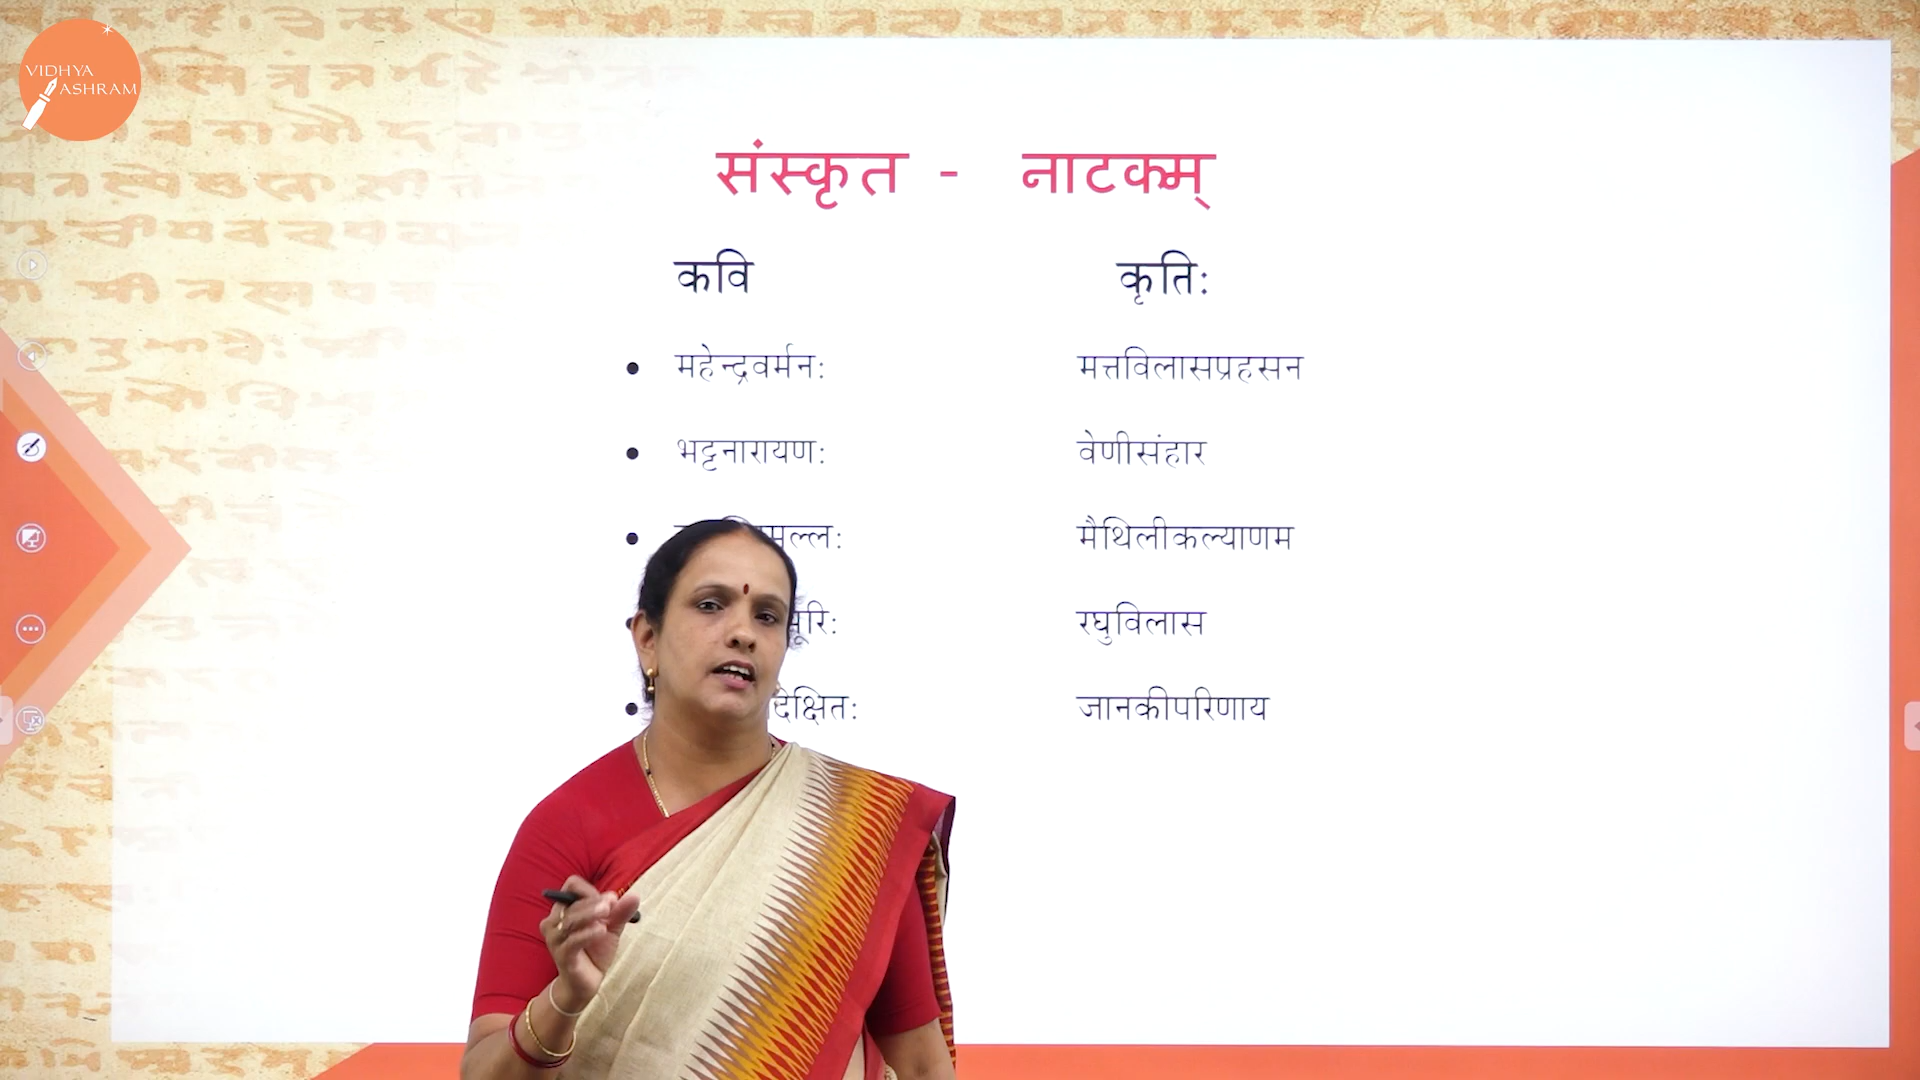 VIDHYA
ASHRAM
संस्कृत - नाटकम्
कवि कृतिः
• महेन्द्रवर्मनः मत्तविलासप्रहसन
• भट्टनारायणः वेणीसंहार
• मैथिलीकल्याणम
• रघुविलास
• जानकीपरिणाय